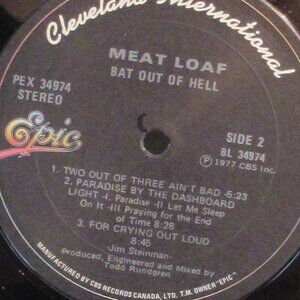 Cleveland International
MEAT LOAF
BAT OUT OF HELL
PEX 34974
STEREO
Epic
SIDE 2
BL 34974
℗ 1977 CBS Inc.
1. TWO OUT OF THREE AIN'T BAD -5:23
2. PARADISE BY THE DASHBOARD
LIGHT -I. Paradise -II Let Me Sleep
On It -III Praying for the End
of Time 8:28
3. FOR CRYING OUT LOUD
8:45
-Jim Steinman-
Produced, Engineered and Mixed by
Todd Rundgren
MANUFACTURED BY CBS RECORDS CANADA, LTD. T.M. OWNER "EPIC"